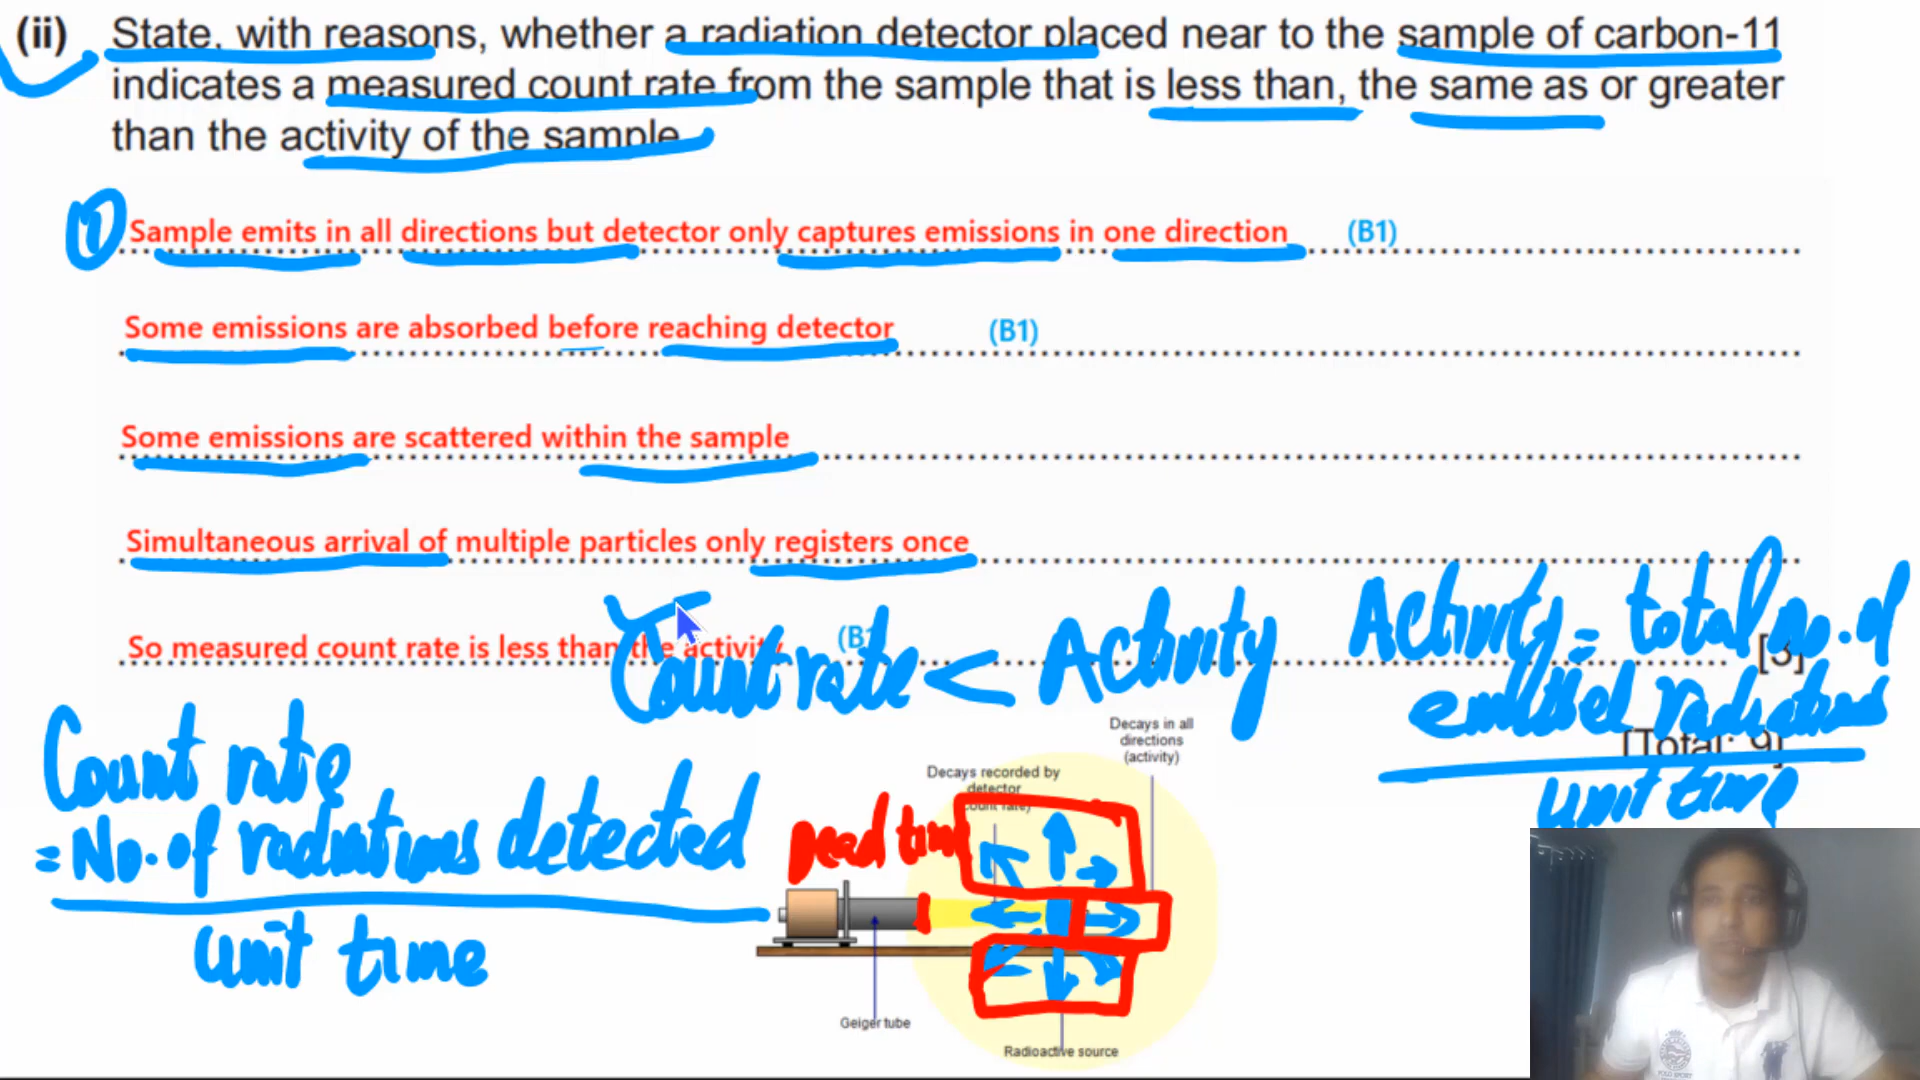 (ii) State, with reasons, whether a radiation detector placed near to the sample of carbon-11
indicates a measured count rate from the sample that is less than, the same as or greater
than the activity of the sample.
1 Sample emits in all directions but detector only captures emissions in one direction (B1)
Some emissions are absorbed before reaching detector (B1)
Some emissions are scattered within the sample
Simultaneous arrival of multiple particles only registers once
So measured count rate is less than the activity (B1
[3]
[Total: 9]
Count rate < Activity
Activity = total no. of
emitted radiations
unit time
Count rate
= No. of radiations detected
unit time
Dead time
Decays in all
directions
(activity)
Decays recorded by
detector
(count rate)
Geiger tube
Radioactive source
POLO SPORT